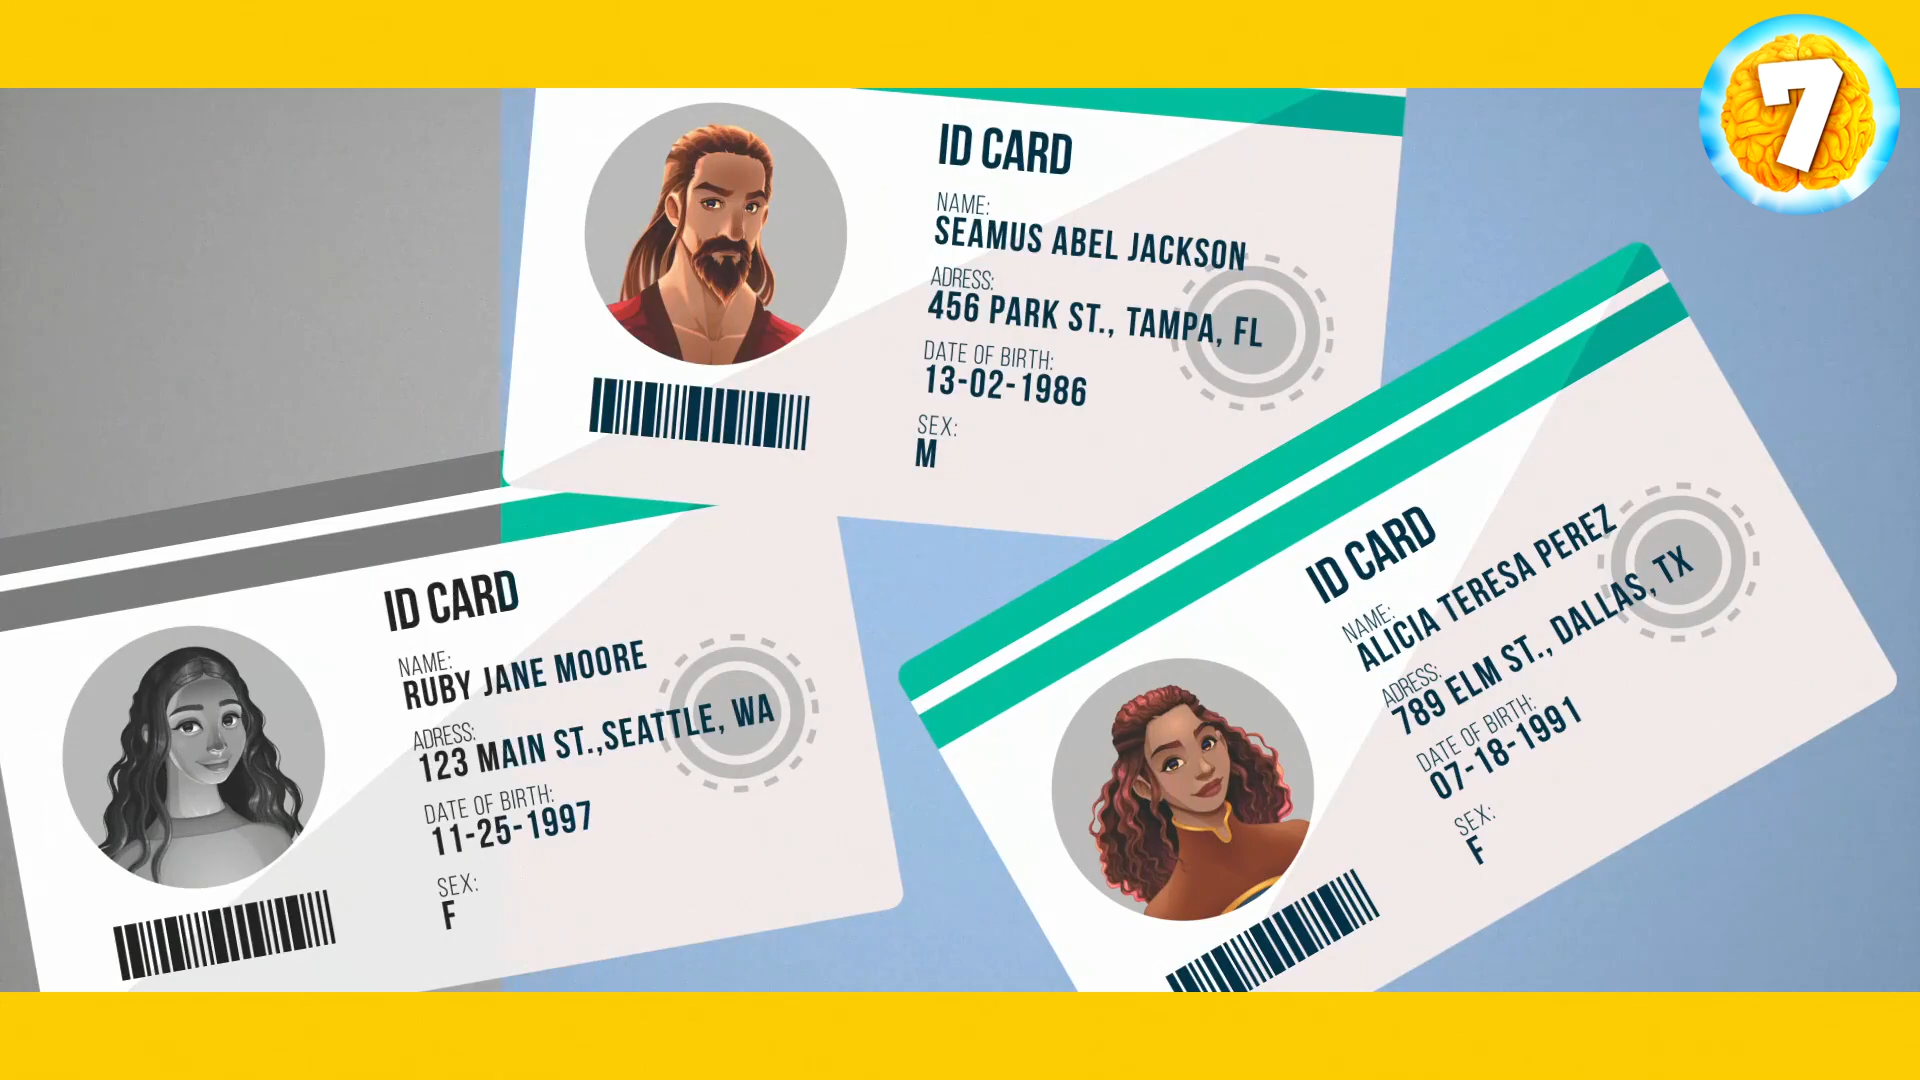 7
ID CARD
NAME:
SEAMUS ABEL JACKSON
ADRESS:
456 PARK ST., TAMPA, FL
DATE OF BIRTH:
13-02-1986
SEX:
M
ID CARD
NAME:
RUBY JANE MOORE
ADRESS:
123 MAIN ST.,SEATTLE, WA
DATE OF BIRTH:
11-25-1997
SEX:
F
ID CARD
NAME:
ALICIA TERESA PEREZ
ADRESS:
789 ELM ST., DALLAS, TX
DATE OF BIRTH:
07-18-1991
SEX:
F